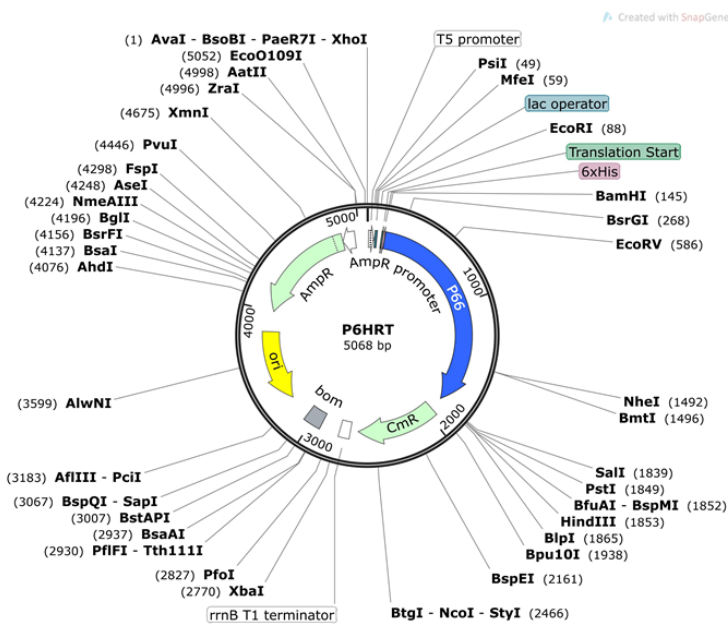 Created with SnapGene
(1) AvaI - BsoBI - PaeR7I - XhoI
(5052) EcoO109I
(4998) AatII
(4996) ZraI
(4675) XmnI
(4446) PvuI
(4298) FspI
(4248) AseI
(4224) NmeAIII
(4196) BglI
(4156) BsrFI
(4137) BsaI
(4076) AhdI
(3599) AlwNI
(3183) AflIII - PciI
(3067) BspQI - SapI
(3007) BstAPI
(2937) BsaAI
(2930) PflFI - Tth111I
(2827) PfoI
(2770) XbaI
rrnB T1 terminator
T5 promoter
PsiI (49)
MfeI (59)
lac operator
EcoRI (88)
Translation Start
6xHis
BamHI (145)
BsrGI (268)
EcoRV (586)
NheI (1492)
BmtI (1496)
SalI (1839)
PstI (1849)
BfuAI - BspMI (1852)
HindIII (1853)
BlpI (1865)
Bpu10I (1938)
BspEI (2161)
BtgI - NcoI - StyI (2466)
5000
1000
2000
3000
4000
AmpR
AmpR promoter
P66
P6HRT
5068 bp
ori
bom
CmR